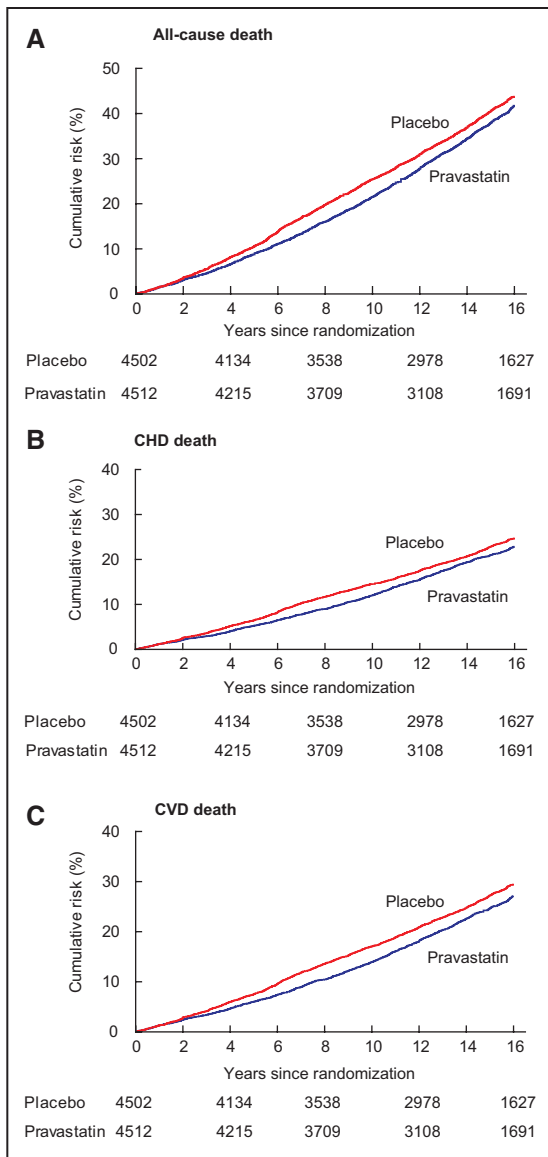 A
All-cause death
50
40
30
20
10
0
Cumulative risk (%)
Placebo
Pravastatin
0 2 4 6 8 10 12 14 16
Years since randomization
Placebo 4502 4134 3538 2978 1627
Pravastatin 4512 4215 3709 3108 1691
B
CHD death
40
30
20
10
0
Cumulative risk (%)
Placebo
Pravastatin
0 2 4 6 8 10 12 14 16
Years since randomization
Placebo 4502 4134 3538 2978 1627
Pravastatin 4512 4215 3709 3108 1691
C
CVD death
40
30
20
10
0
Cumulative risk (%)
Placebo
Pravastatin
0 2 4 6 8 10 12 14 16
Years since randomization
Placebo 4502 4134 3538 2978 1627
Pravastatin 4512 4215 3709 3108 1691